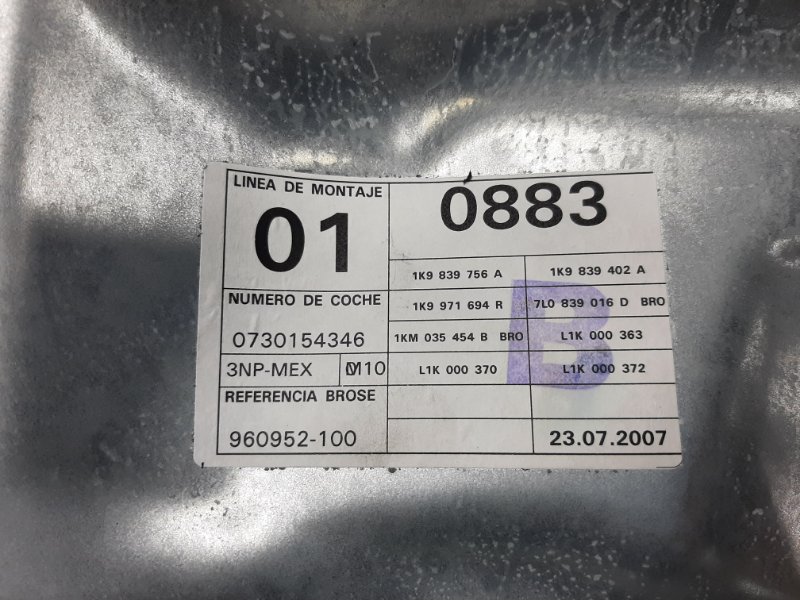 LINEA DE MONTAJE
01
0883
1K9 839 756 A
1K9 839 402 A
NUMERO DE COCHE
1K9 971 694 R
7L0 839 016 D BRO
0730154346
1KM 035 454 B BRO
L1K 000 363
3NP-MEX
M10
L1K 000 370
L1K 000 372
REFERENCIA BROSE
960952-100
23.07.2007
B